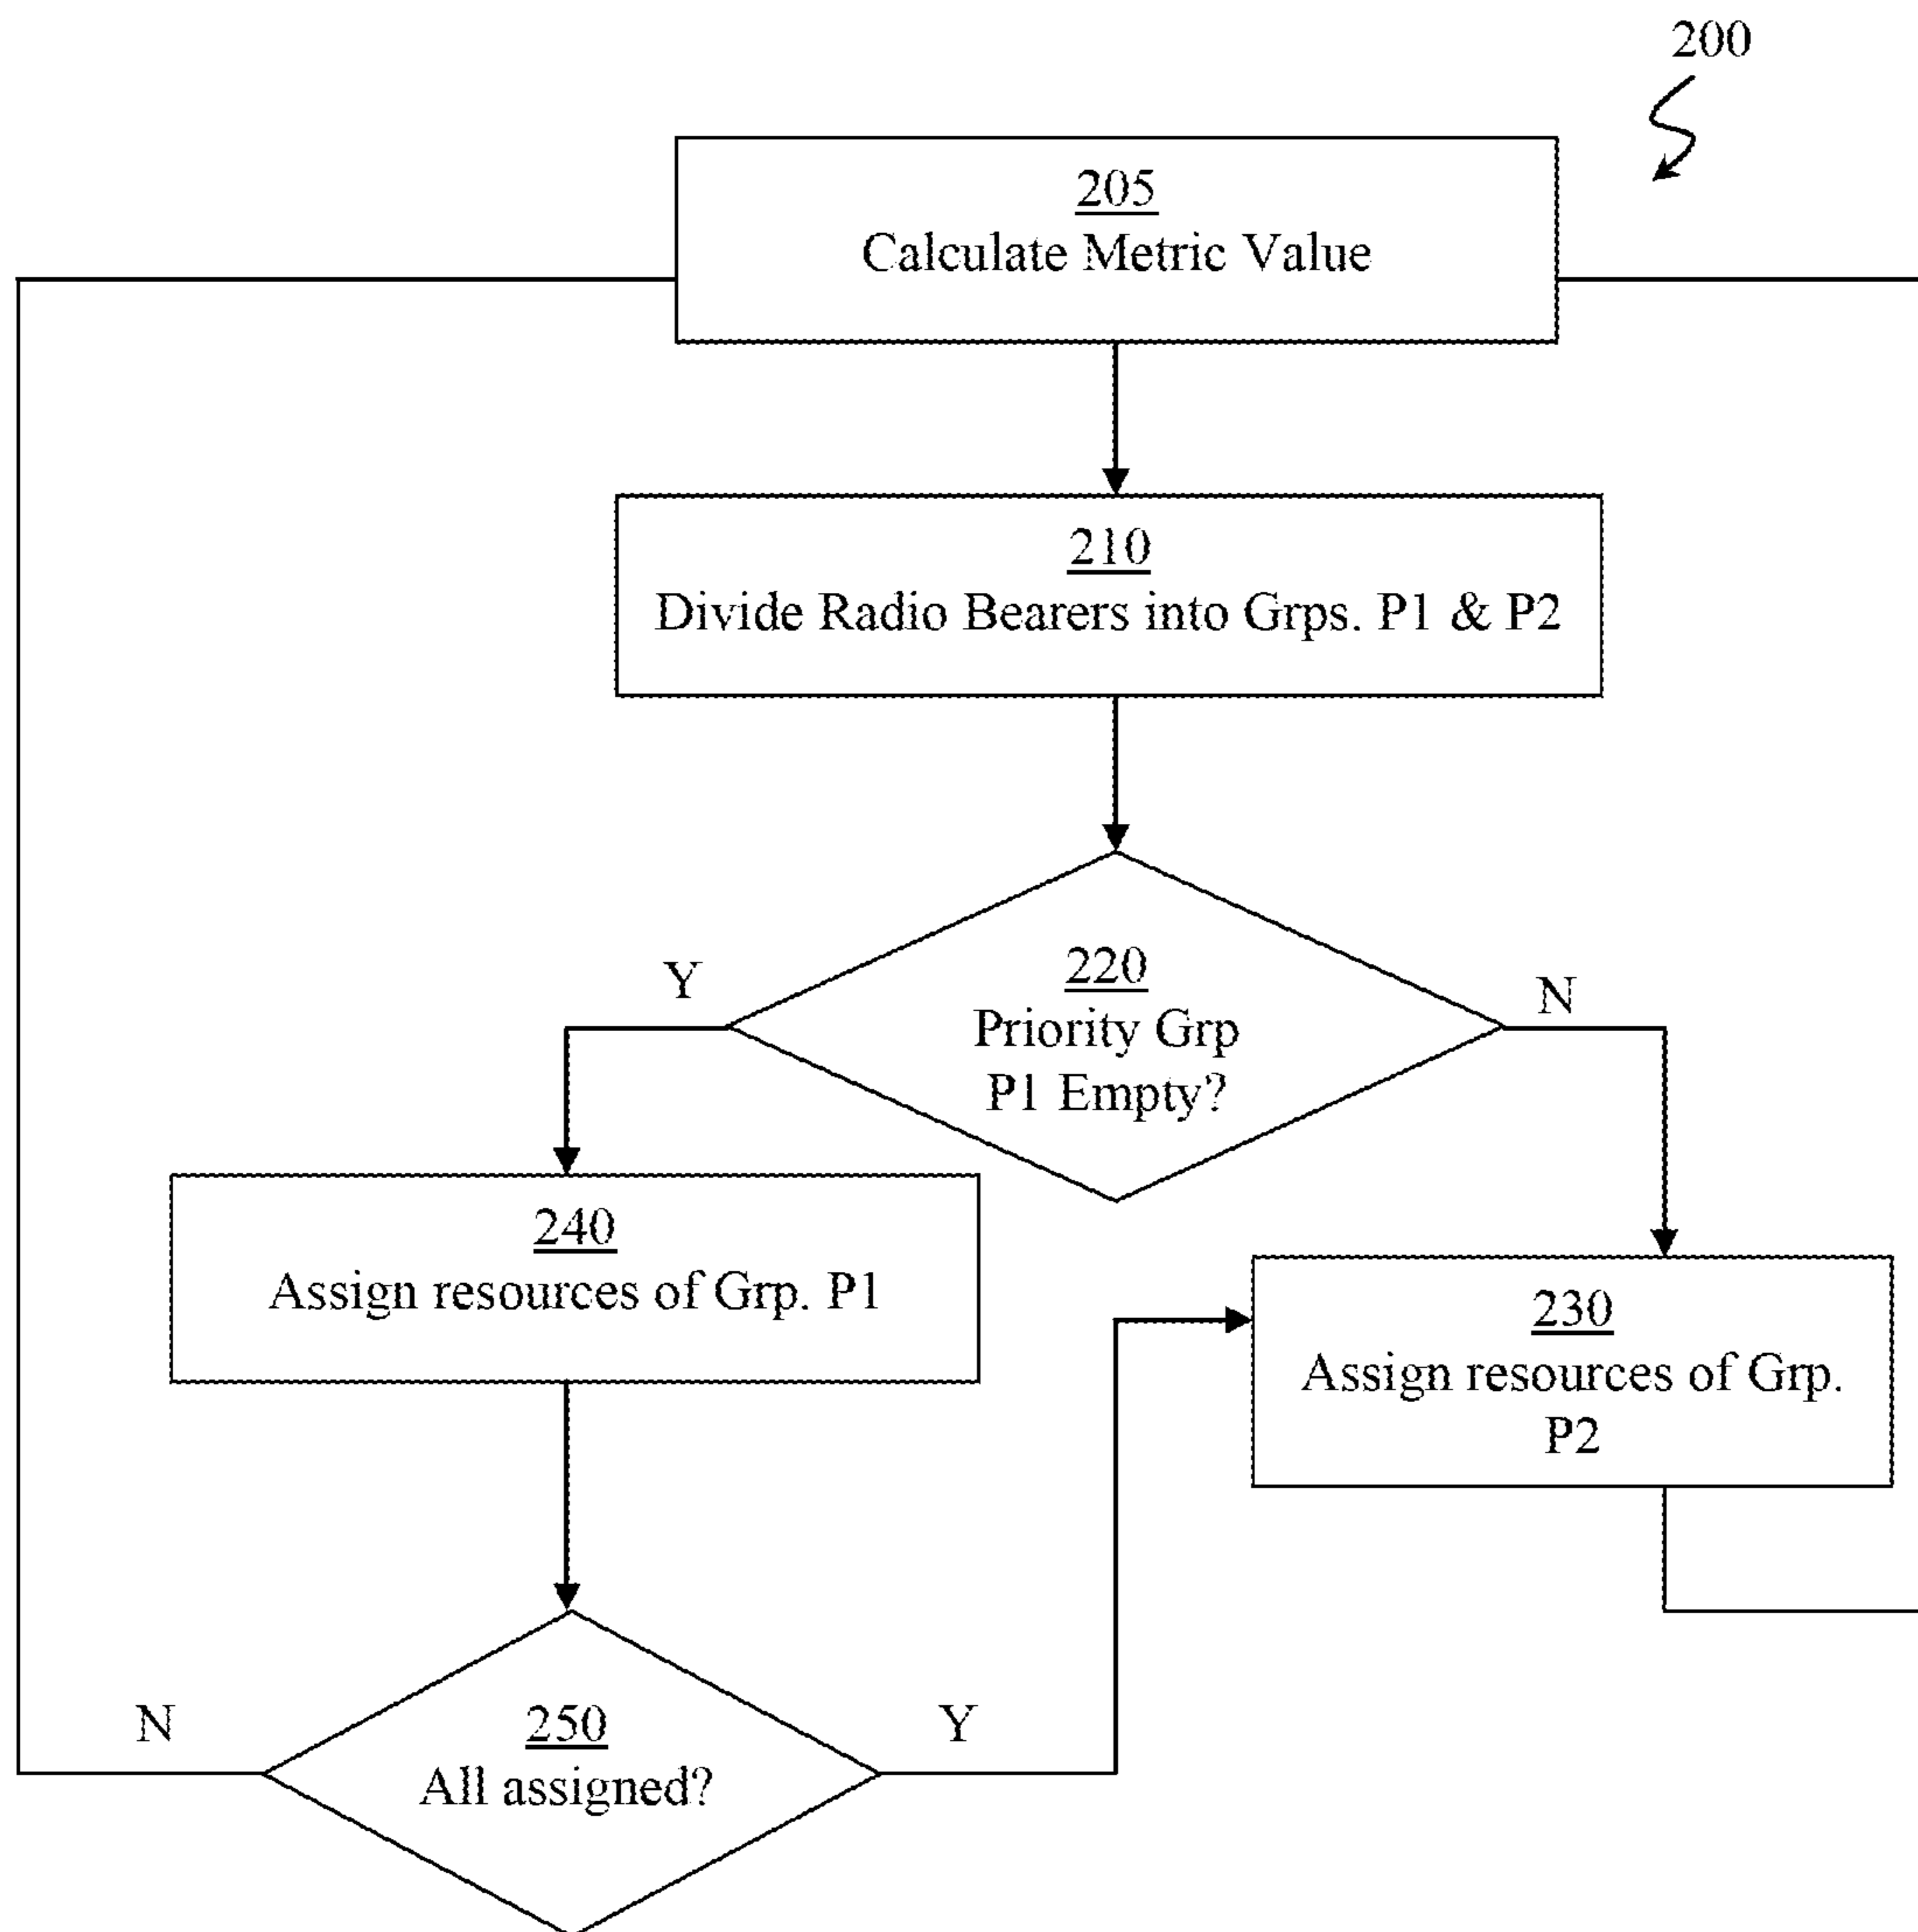 200
205
Calculate Metric Value
210
Divide Radio Bearers into Grps. P1 & P2
220
Priority Grp
P1 Empty?
Y
N
240
Assign resources of Grp. P1
230
Assign resources of Grp.
P2
250
All assigned?
N
Y